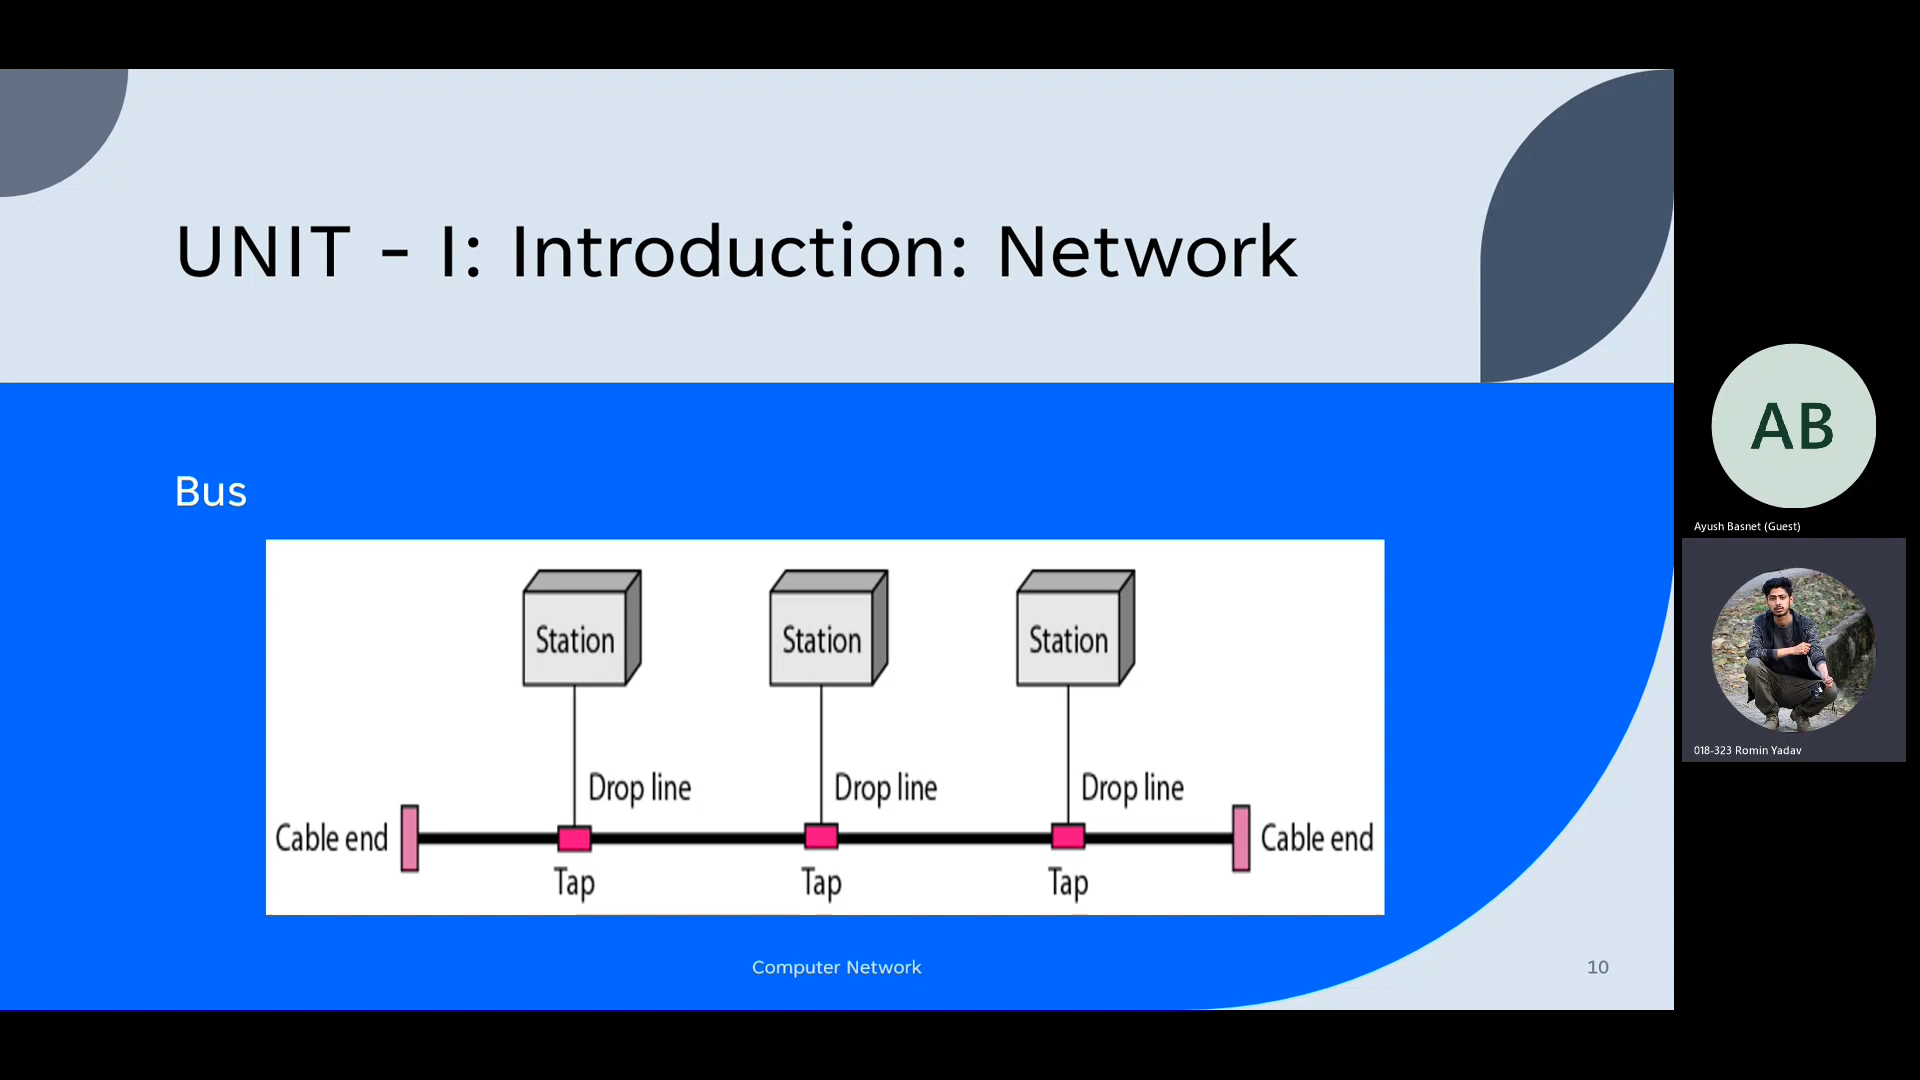 UNIT - I: Introduction: Network
Bus
Station Station Station
Drop line Drop line Drop line
Cable end Cable end
Tap Tap Tap
Computer Network 10
AB
Ayush Basnet (Guest)
018-323 Romin Yadav